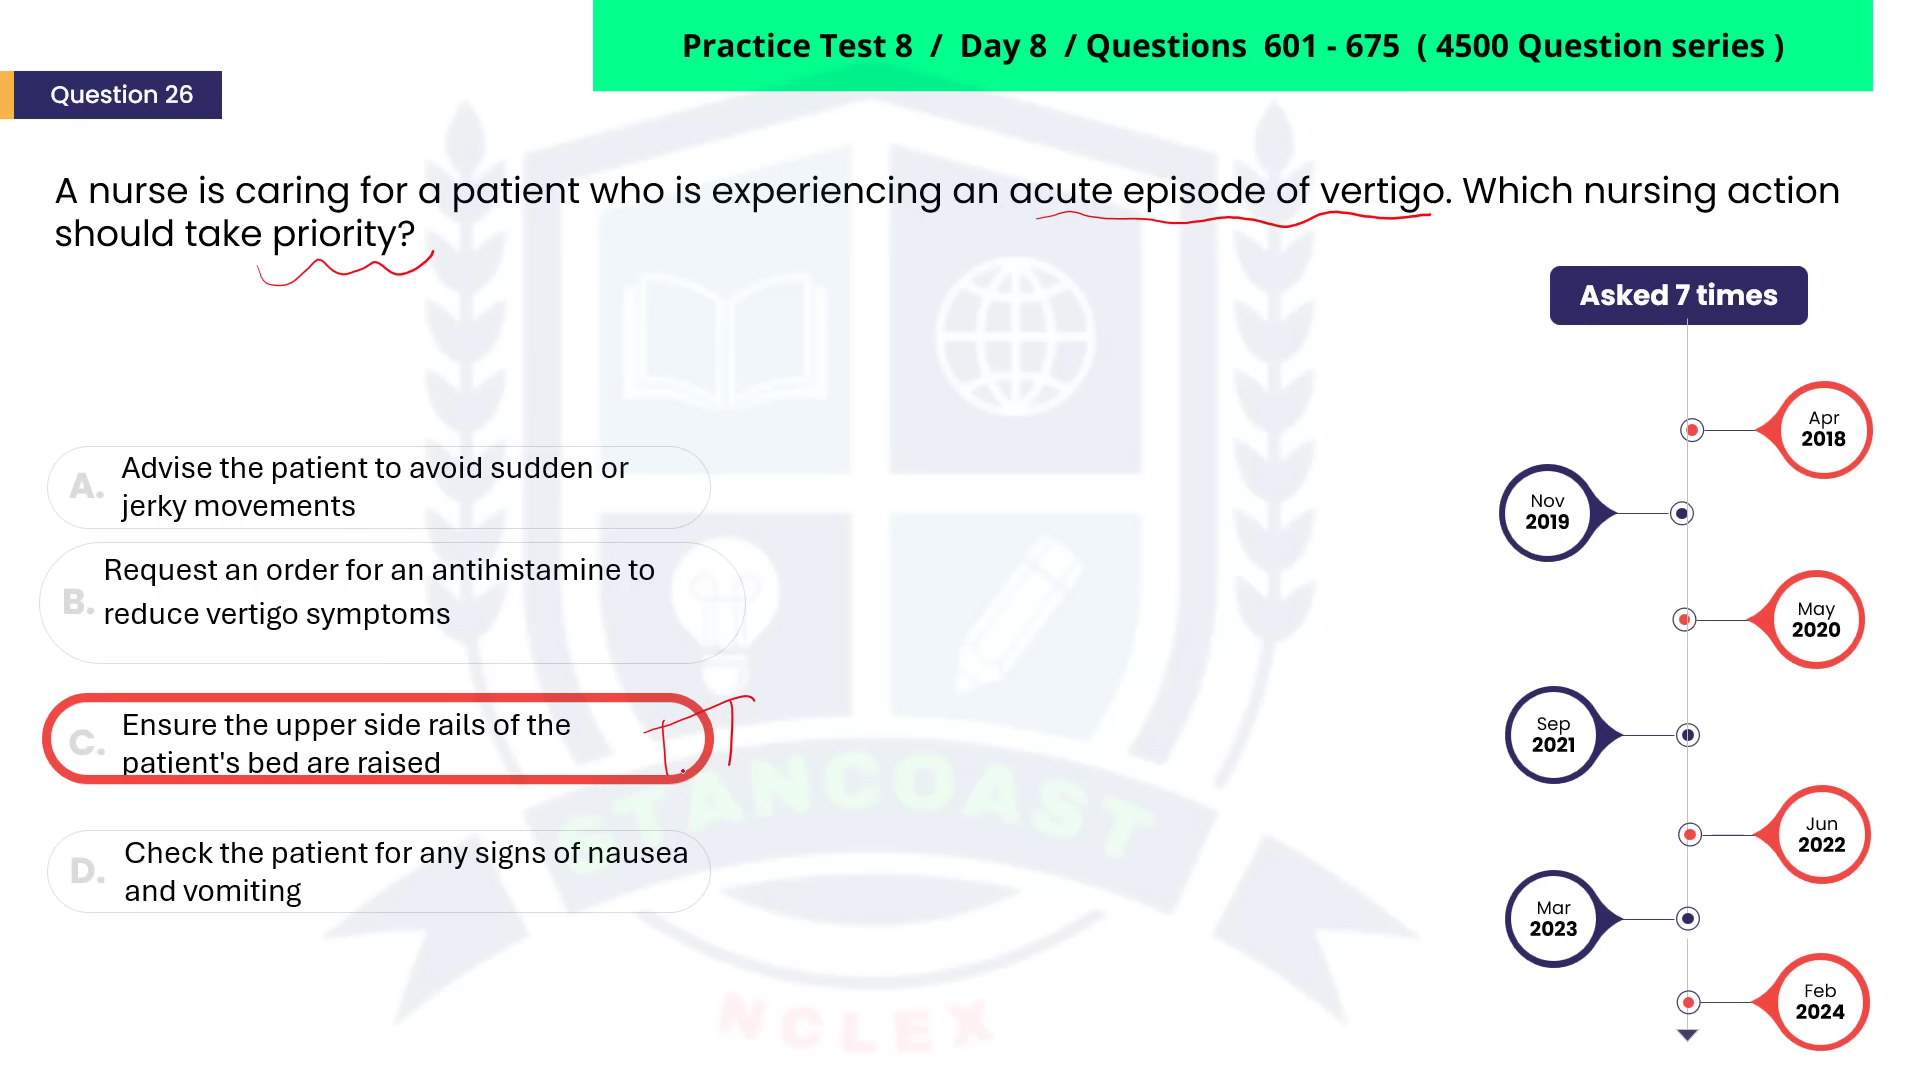 Practice Test 8 / Day 8 / Questions 601 - 675 ( 4500 Question series )
Question 26
A nurse is caring for a patient who is experiencing an acute episode of vertigo. Which nursing action
should take priority?
Asked 7 times
Apr
2018
Nov
2019
May
2020
Sep
2021
Jun
2022
Mar
2023
Feb
2024
A. Advise the patient to avoid sudden or
jerky movements
B. Request an order for an antihistamine to
reduce vertigo symptoms
C. Ensure the upper side rails of the
patient's bed are raised
D. Check the patient for any signs of nausea
and vomiting
STANCOAST
NCLEX